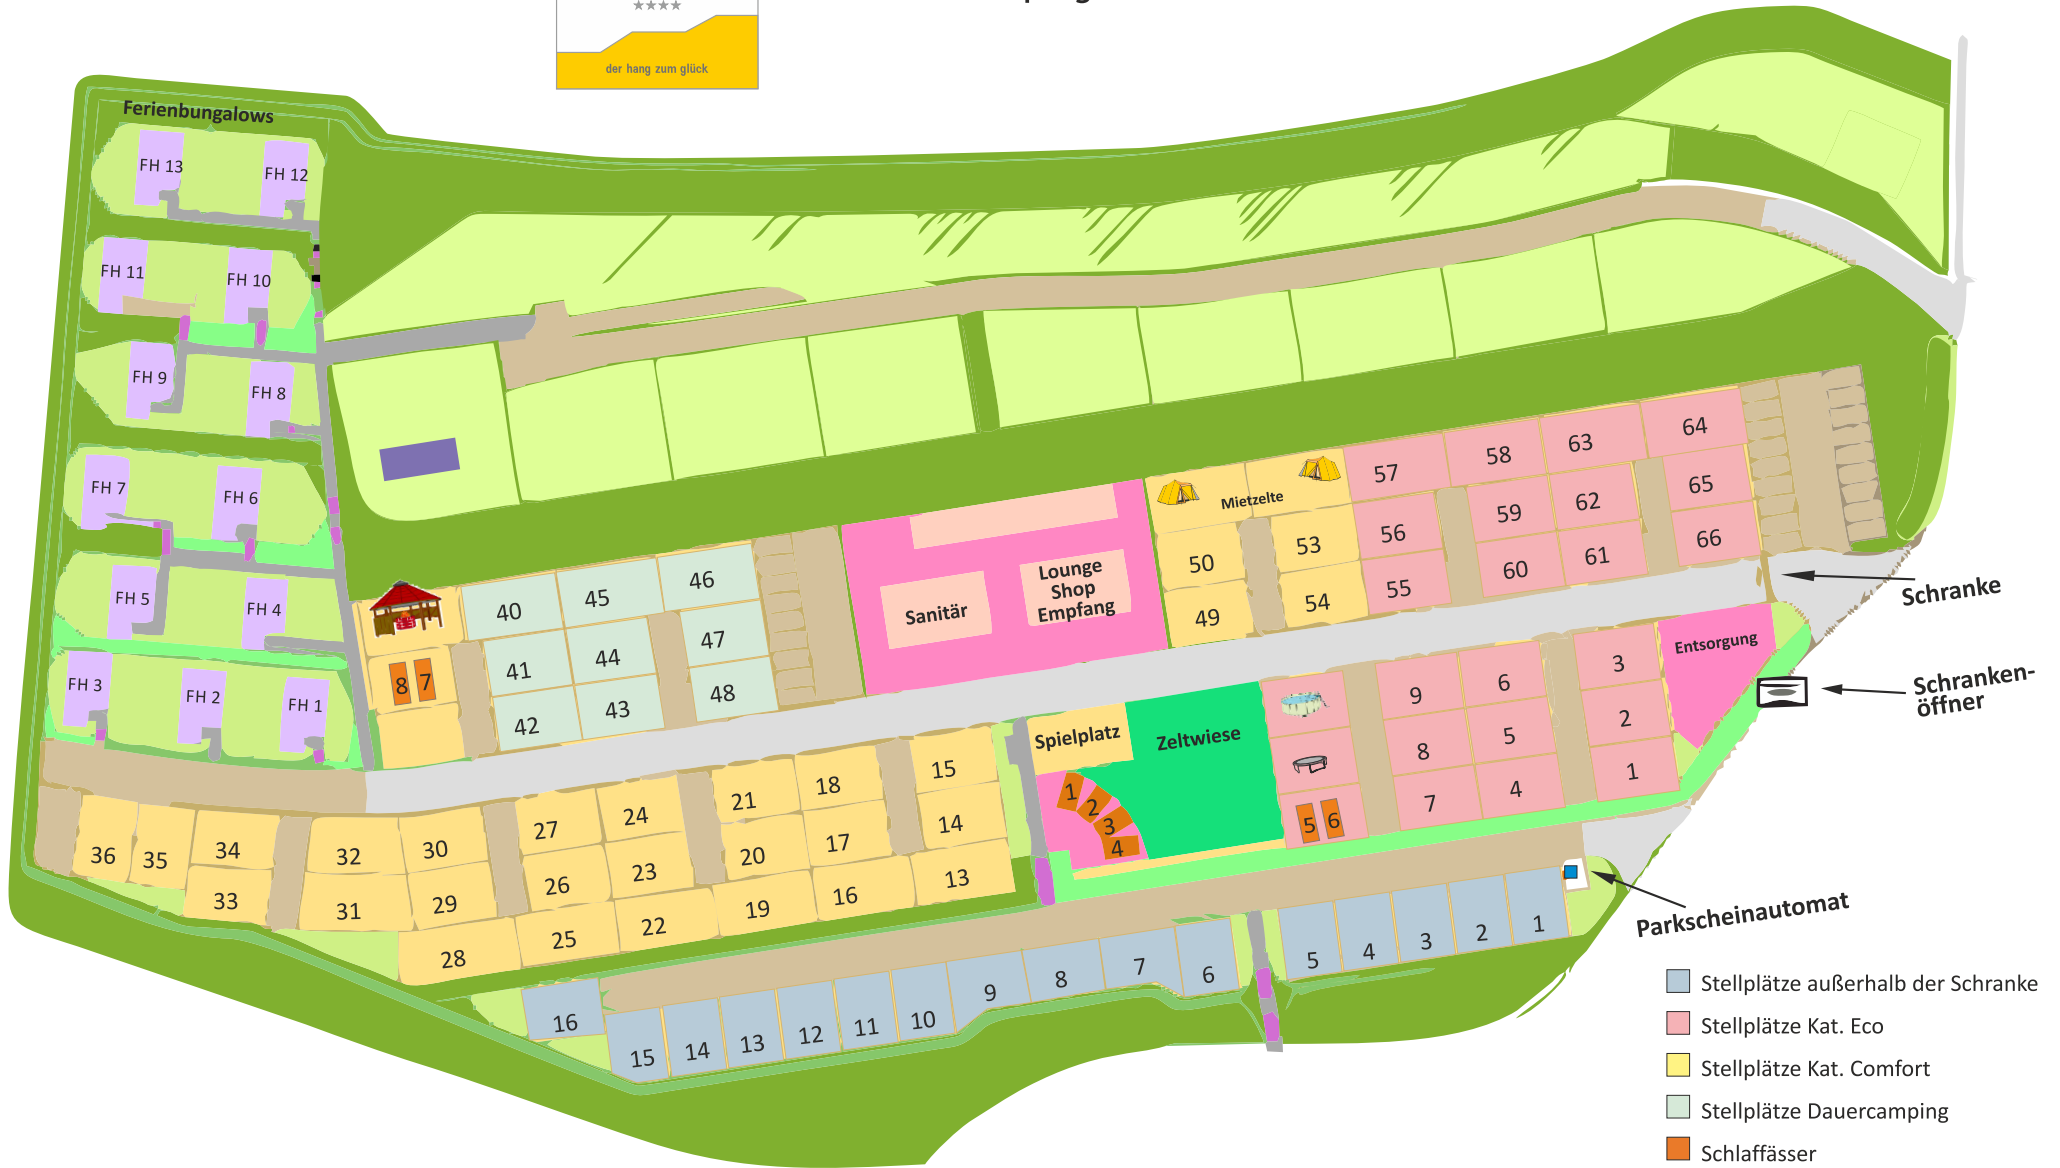 ★★★★
der hang zum glück
Ferienbungalows
FH 13
FH 12
FH 11
FH 10
FH 9
FH 8
FH 7
FH 6
FH 5
FH 4
FH 3
FH 2
FH 1
Mietzelte
57
58
63
64
56
59
62
65
55
60
61
66
50
53
49
54
Lounge
Shop
Empfang
Sanitär
40
45
46
41
44
47
42
43
48
8
7
Schranke
Entsorgung
Schranken-
öffner
Spielplatz
Zeltwiese
9
6
3
8
5
2
7
4
1
5
6
1
2
3
4
36
35
34
33
32
31
30
29
28
27
26
25
24
23
22
21
20
19
18
17
16
15
14
13
Parkscheinautomat
16
15
14
13
12
11
10
9
8
7
6
5
4
3
2
1
Stellplätze außerhalb der Schranke
Stellplätze Kat. Eco
Stellplätze Kat. Comfort
Stellplätze Dauercamping
Schlaffässer